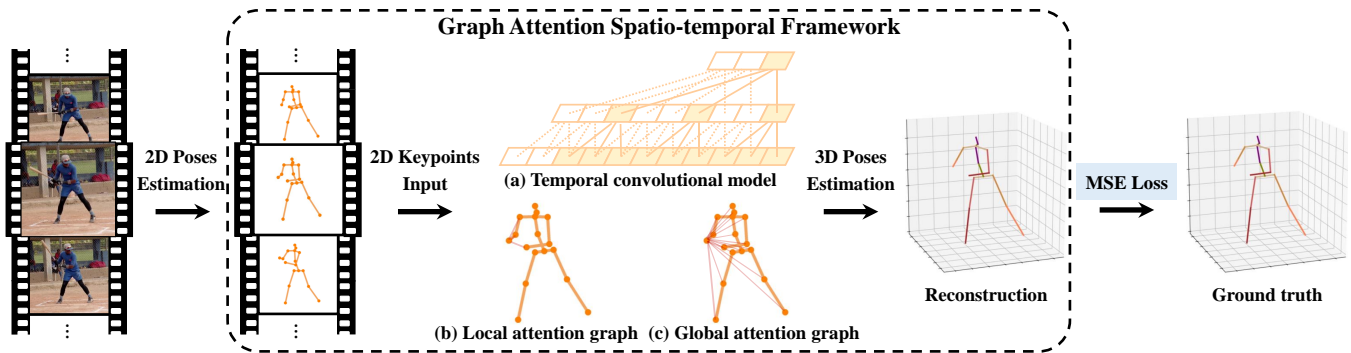 Graph Attention Spatio-temporal Framework
2D Poses
Estimation
2D Keypoints
Input
(a) Temporal convolutional model
(b) Local attention graph
(c) Global attention graph
3D Poses
Estimation
Reconstruction
MSE Loss
Ground truth